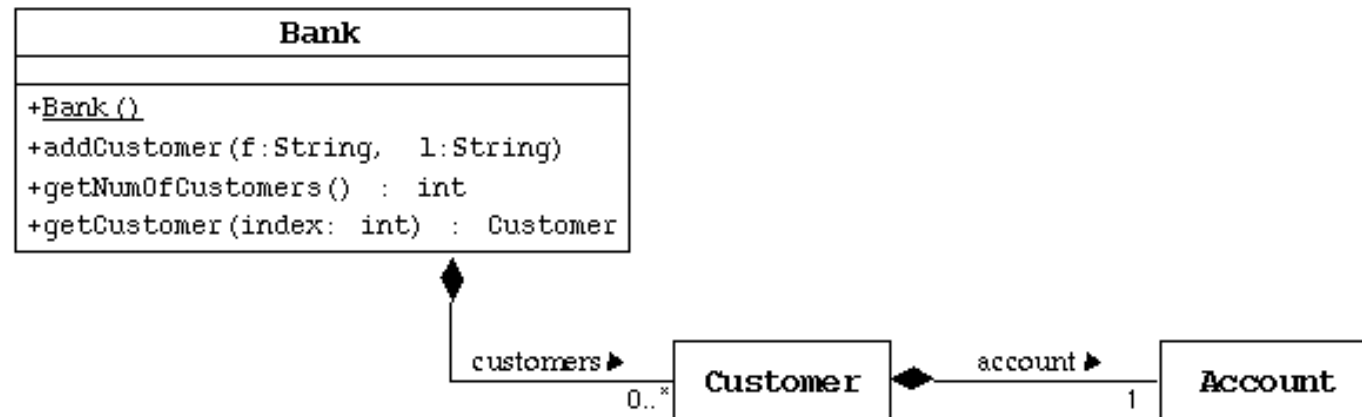 Bank
+Bank()
+addCustomer(f:String, l:String)
+getNumOfCustomers() : int
+getCustomer(index: int) : Customer
customers
0..*
Customer
account
1
Account